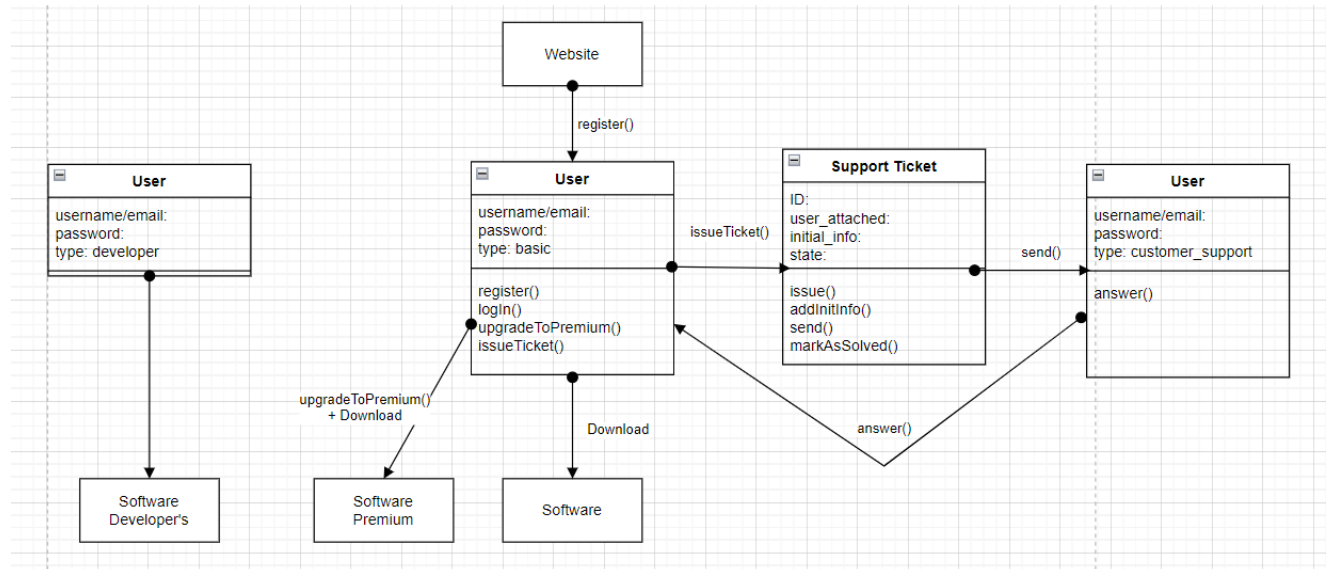 Website
register()
User
username/email:
password:
type: developer
User
username/email:
password:
type: basic
register()
logIn()
upgradeToPremium()
issueTicket()
issueTicket()
Support Ticket
ID:
user_attached:
initial_info:
state:
issue()
addInitInfo()
send()
markAsSolved()
send()
User
username/email:
password:
type: customer_support
answer()
upgradeToPremium()
+ Download
Download
answer()
Software
Developer's
Software
Premium
Software